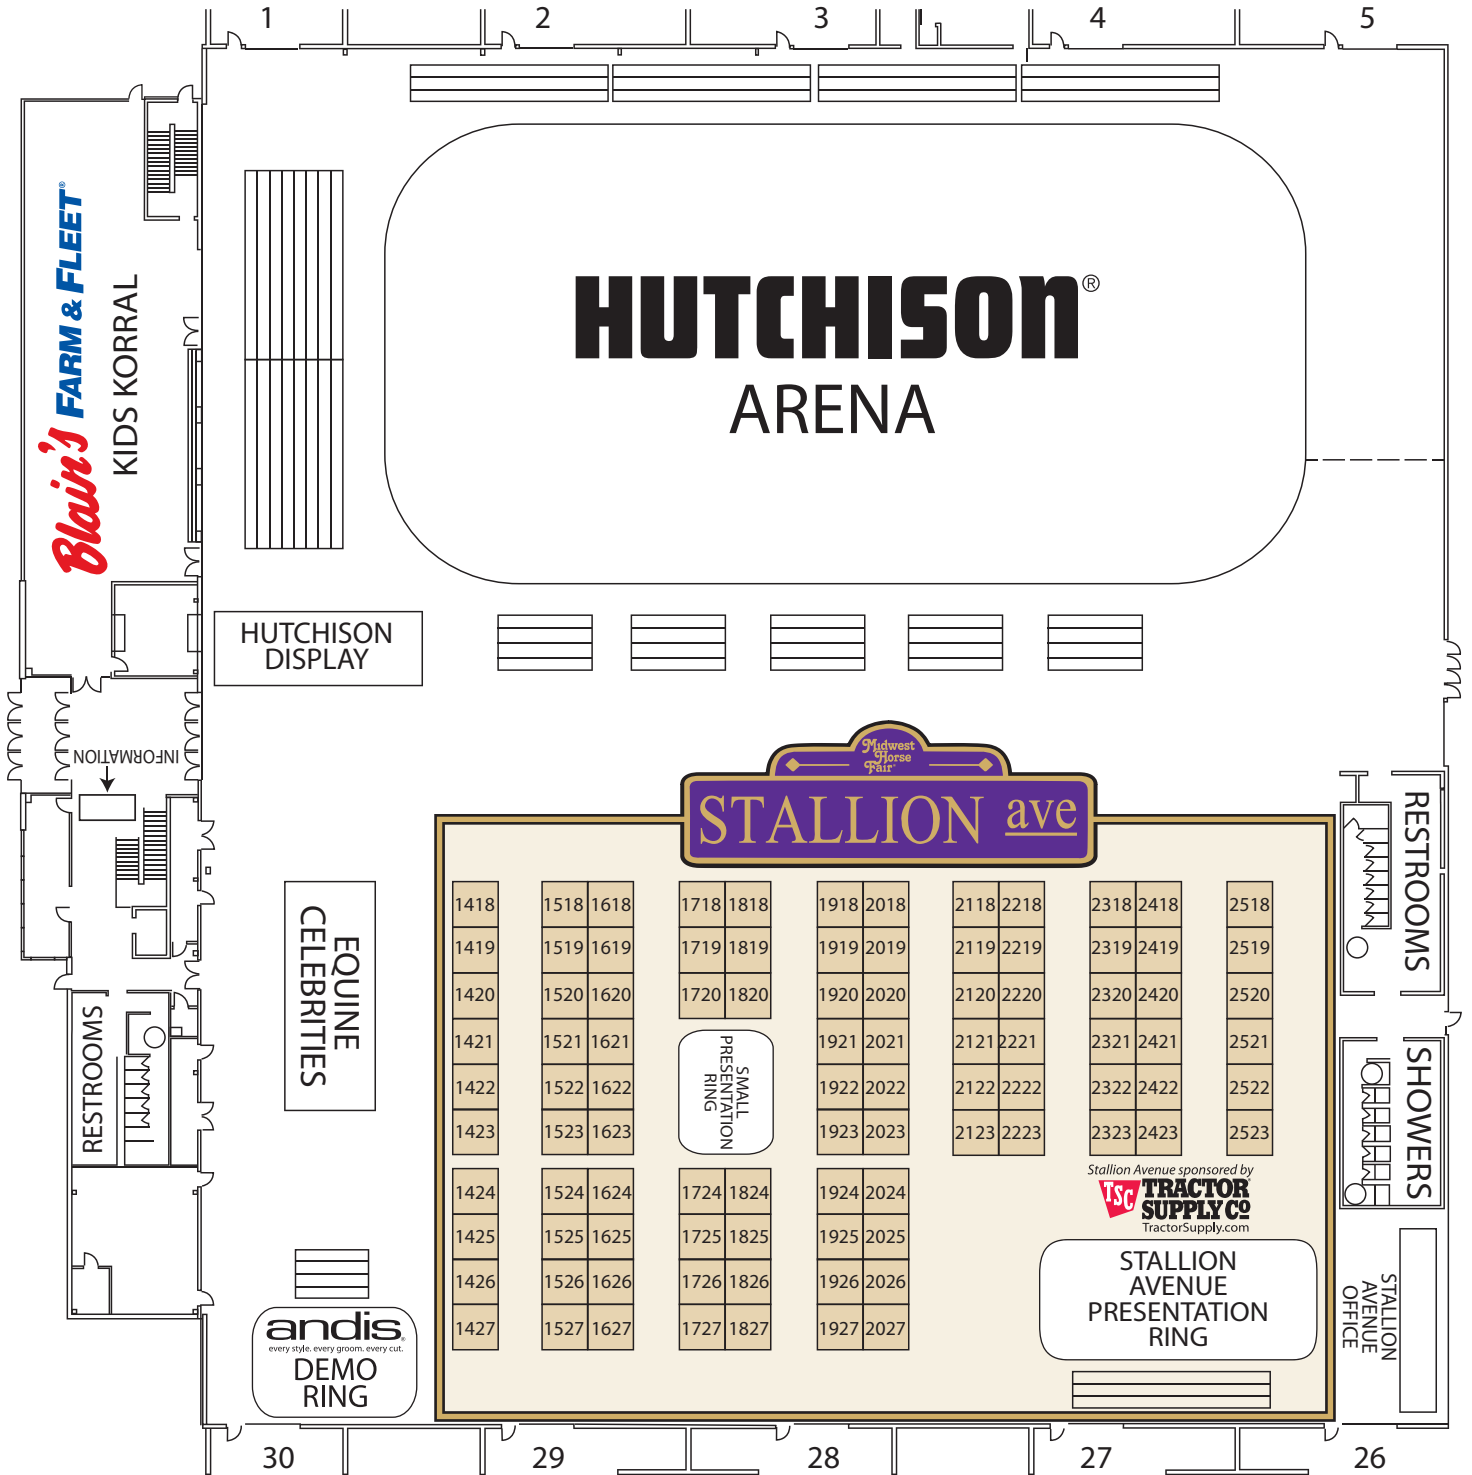 1 2 3 4 5
Blain's FARM & FLEET®
KIDS KORRAL
HUTCHISON®
ARENA
HUTCHISON
DISPLAY
INFORMATION
Midwest
Horse
Fair®
STALLION ave
RESTROOMS
EQUINE
CELEBRITIES
RESTROOMS
SHOWERS
1418 1518 1618 1718 1818 1918 2018 2118 2218 2318 2418 2518
1419 1519 1619 1719 1819 1919 2019 2119 2219 2319 2419 2519
1420 1520 1620 1720 1820 1920 2020 2120 2220 2320 2420 2520
1421 1521 1621 1921 2021 2121 2221 2321 2421 2521
1422 1522 1622 1922 2022 2122 2222 2322 2422 2522
1423 1523 1623 1923 2023 2123 2223 2323 2423 2523
SMALL
PRESENTATION
RING
1424 1524 1624 1724 1824 1924 2024
1425 1525 1625 1725 1825 1925 2025
1426 1526 1626 1726 1826 1926 2026
1427 1527 1627 1727 1827 1927 2027
Stallion Avenue sponsored by
TSC TRACTOR
SUPPLY CO
TractorSupply.com
STALLION
AVENUE
PRESENTATION
RING
STALLION
AVENUE
OFFICE
andis®
every style. every groom. every cut.
DEMO
RING
30 29 28 27 26